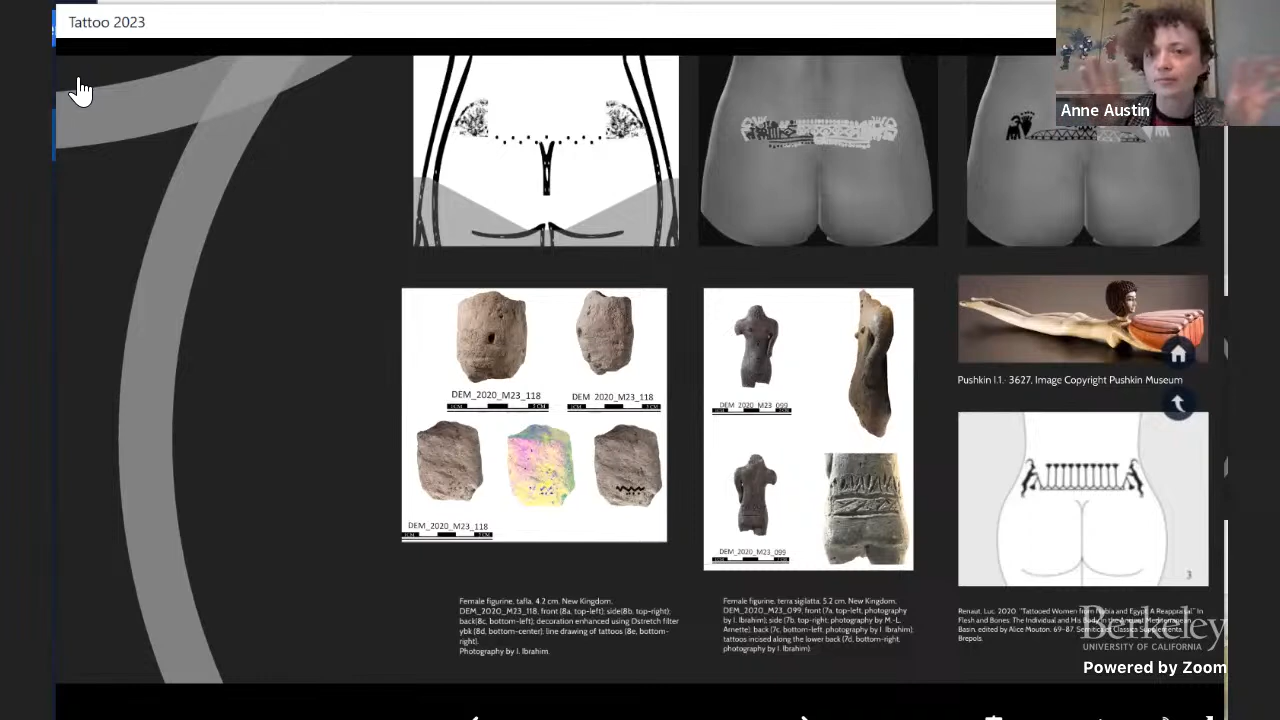 Tattoo 2023
Anne Austin
DEM_2020_M23_118
DEM 2020_M23_118
DEM_2020_M23_118
DEM_2020_M23_099
DEM_2020_M23_099
Pushkin I.1.- 3627, Image Copyright Pushkin Museum
3
Female figurine, tafla, 4.2 cm, New Kingdom,
DEM_2020_M23_118, front (8a, top-left); side(8b, top-right);
back(8c, bottom-left); decoration enhanced using Dstretch filter
ybk (8d, bottom-center); line drawing of tattoos (8e, bottom-
right).
Photography by I. Ibrahim.
Female figurine, terra sigilatta, 5.2 cm, New Kingdom,
DEM_2020_M23_099, front (7a, top-left, photography
by I. Ibrahim); side (7b, top-right; photography by M.-L.
Arnette); back (7c, bottom-left, photography by I. Ibrahim);
tattoos incised along the lower back (7d, bottom-right,
photography by I. Ibrahim).
Renaut, Luc. 2020. "Tattooed Women from Nubia and Egypt: A Reappraisal" In
Flesh and Bones: The Individual and His Body in the Ancient Mediterranean
Basin, edited by Alice Mouton, 69–87. Semitica et Classica Supplementa.
Brepols.
Berkeley
UNIVERSITY OF CALIFORNIA
Powered by Zoom